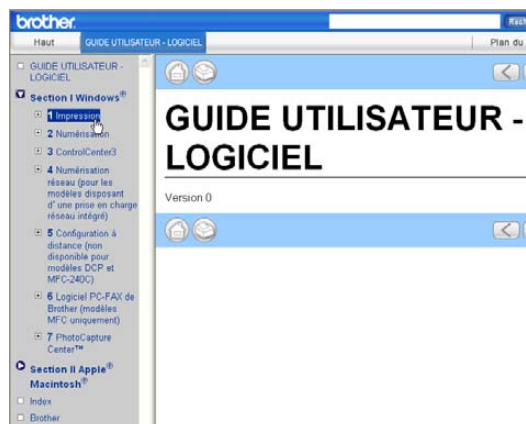 brother
Haut
GUIDE UTILISATEUR - LOGICIEL
Plan du
GUIDE UTILISATEUR -
LOGICIEL
Section I Windows®
1 Impression
2 Numérisation
3 ControlCenter3
4 Numérisation
réseau (pour les
modèles disposant
d'une prise en charge
réseau intégré)
5 Configuration à
distance (non
disponible pour
modèles DCP et
MFC-240C)
6 Logiciel PC-FAX de
Brother (modèles
MFC uniquement)
7 PhotoCapture
Center™
Section II Apple®
Macintosh®
Index
Brother
GUIDE UTILISATEUR -
LOGICIEL
Version 0